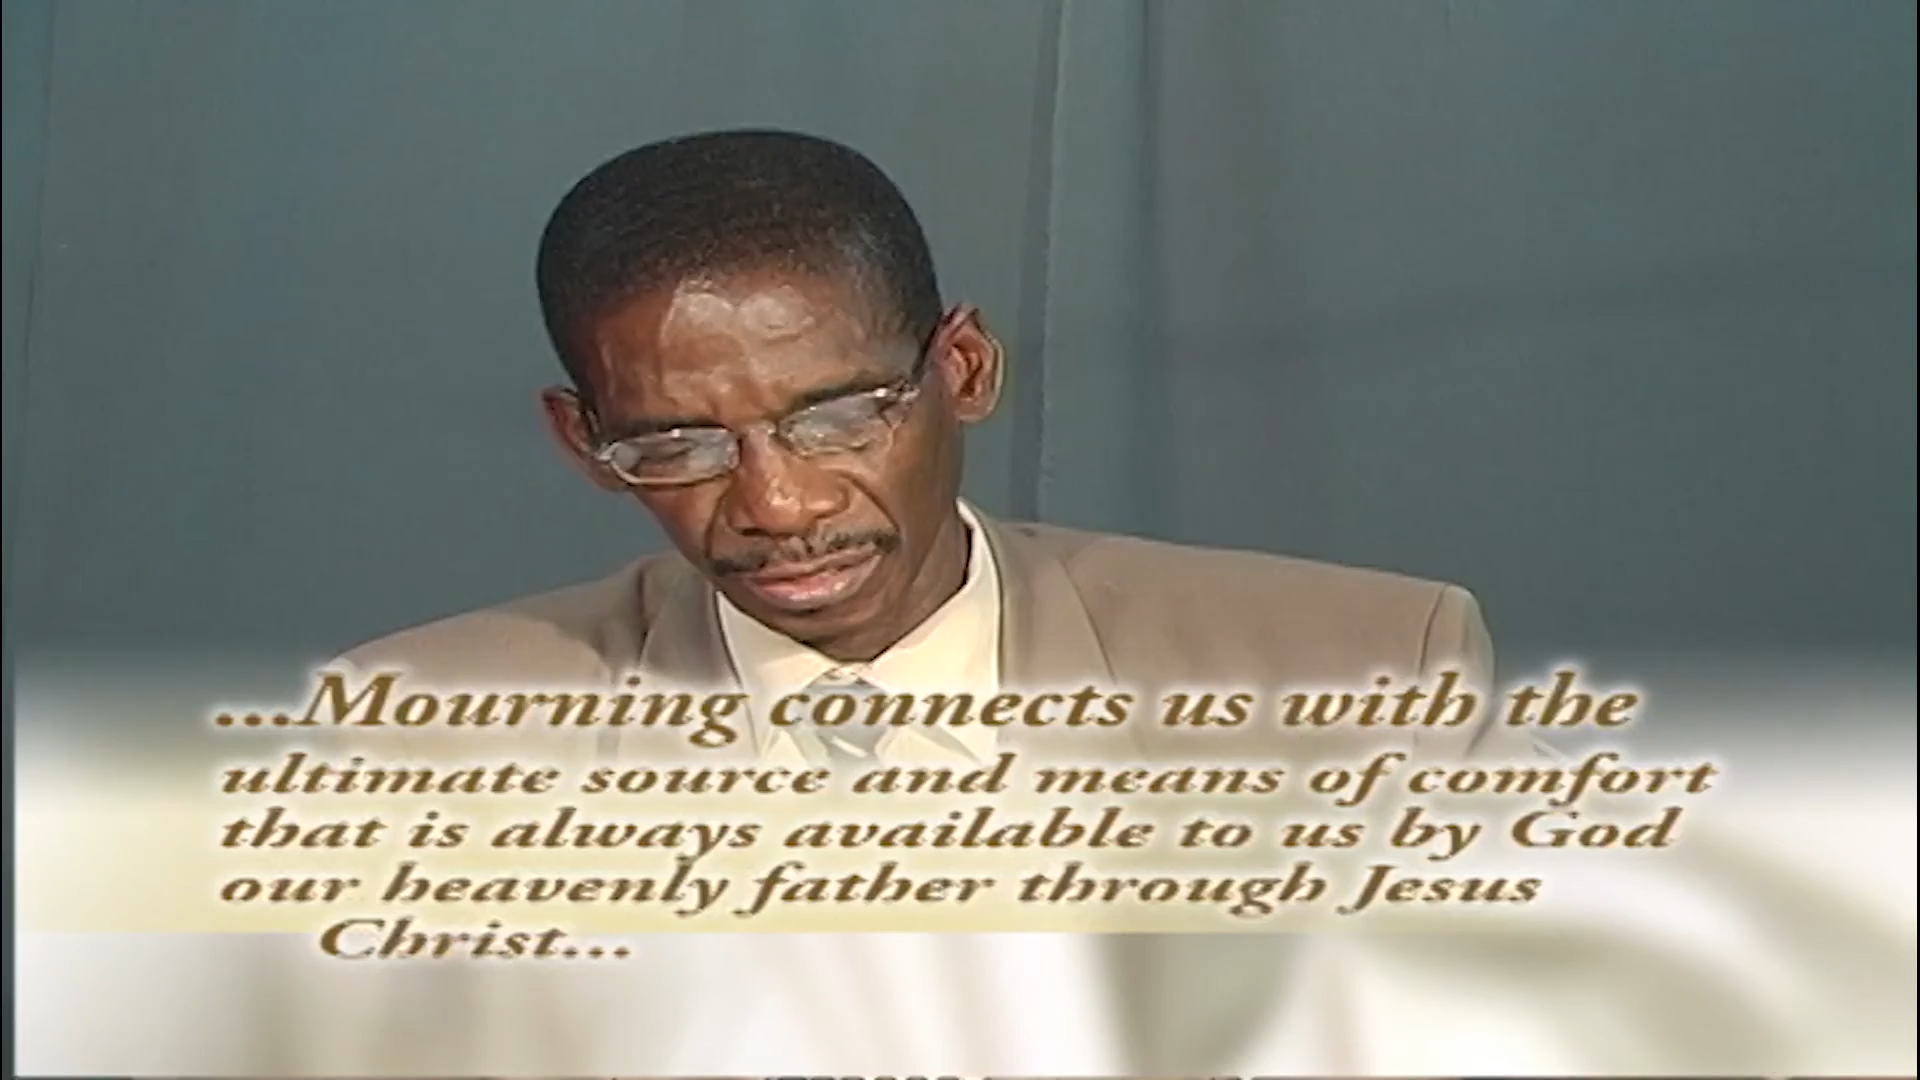 ...Mourning connects us with the
ultimate source and means of comfort
that is always available to us by God
our heavenly father through Jesus
Christ...